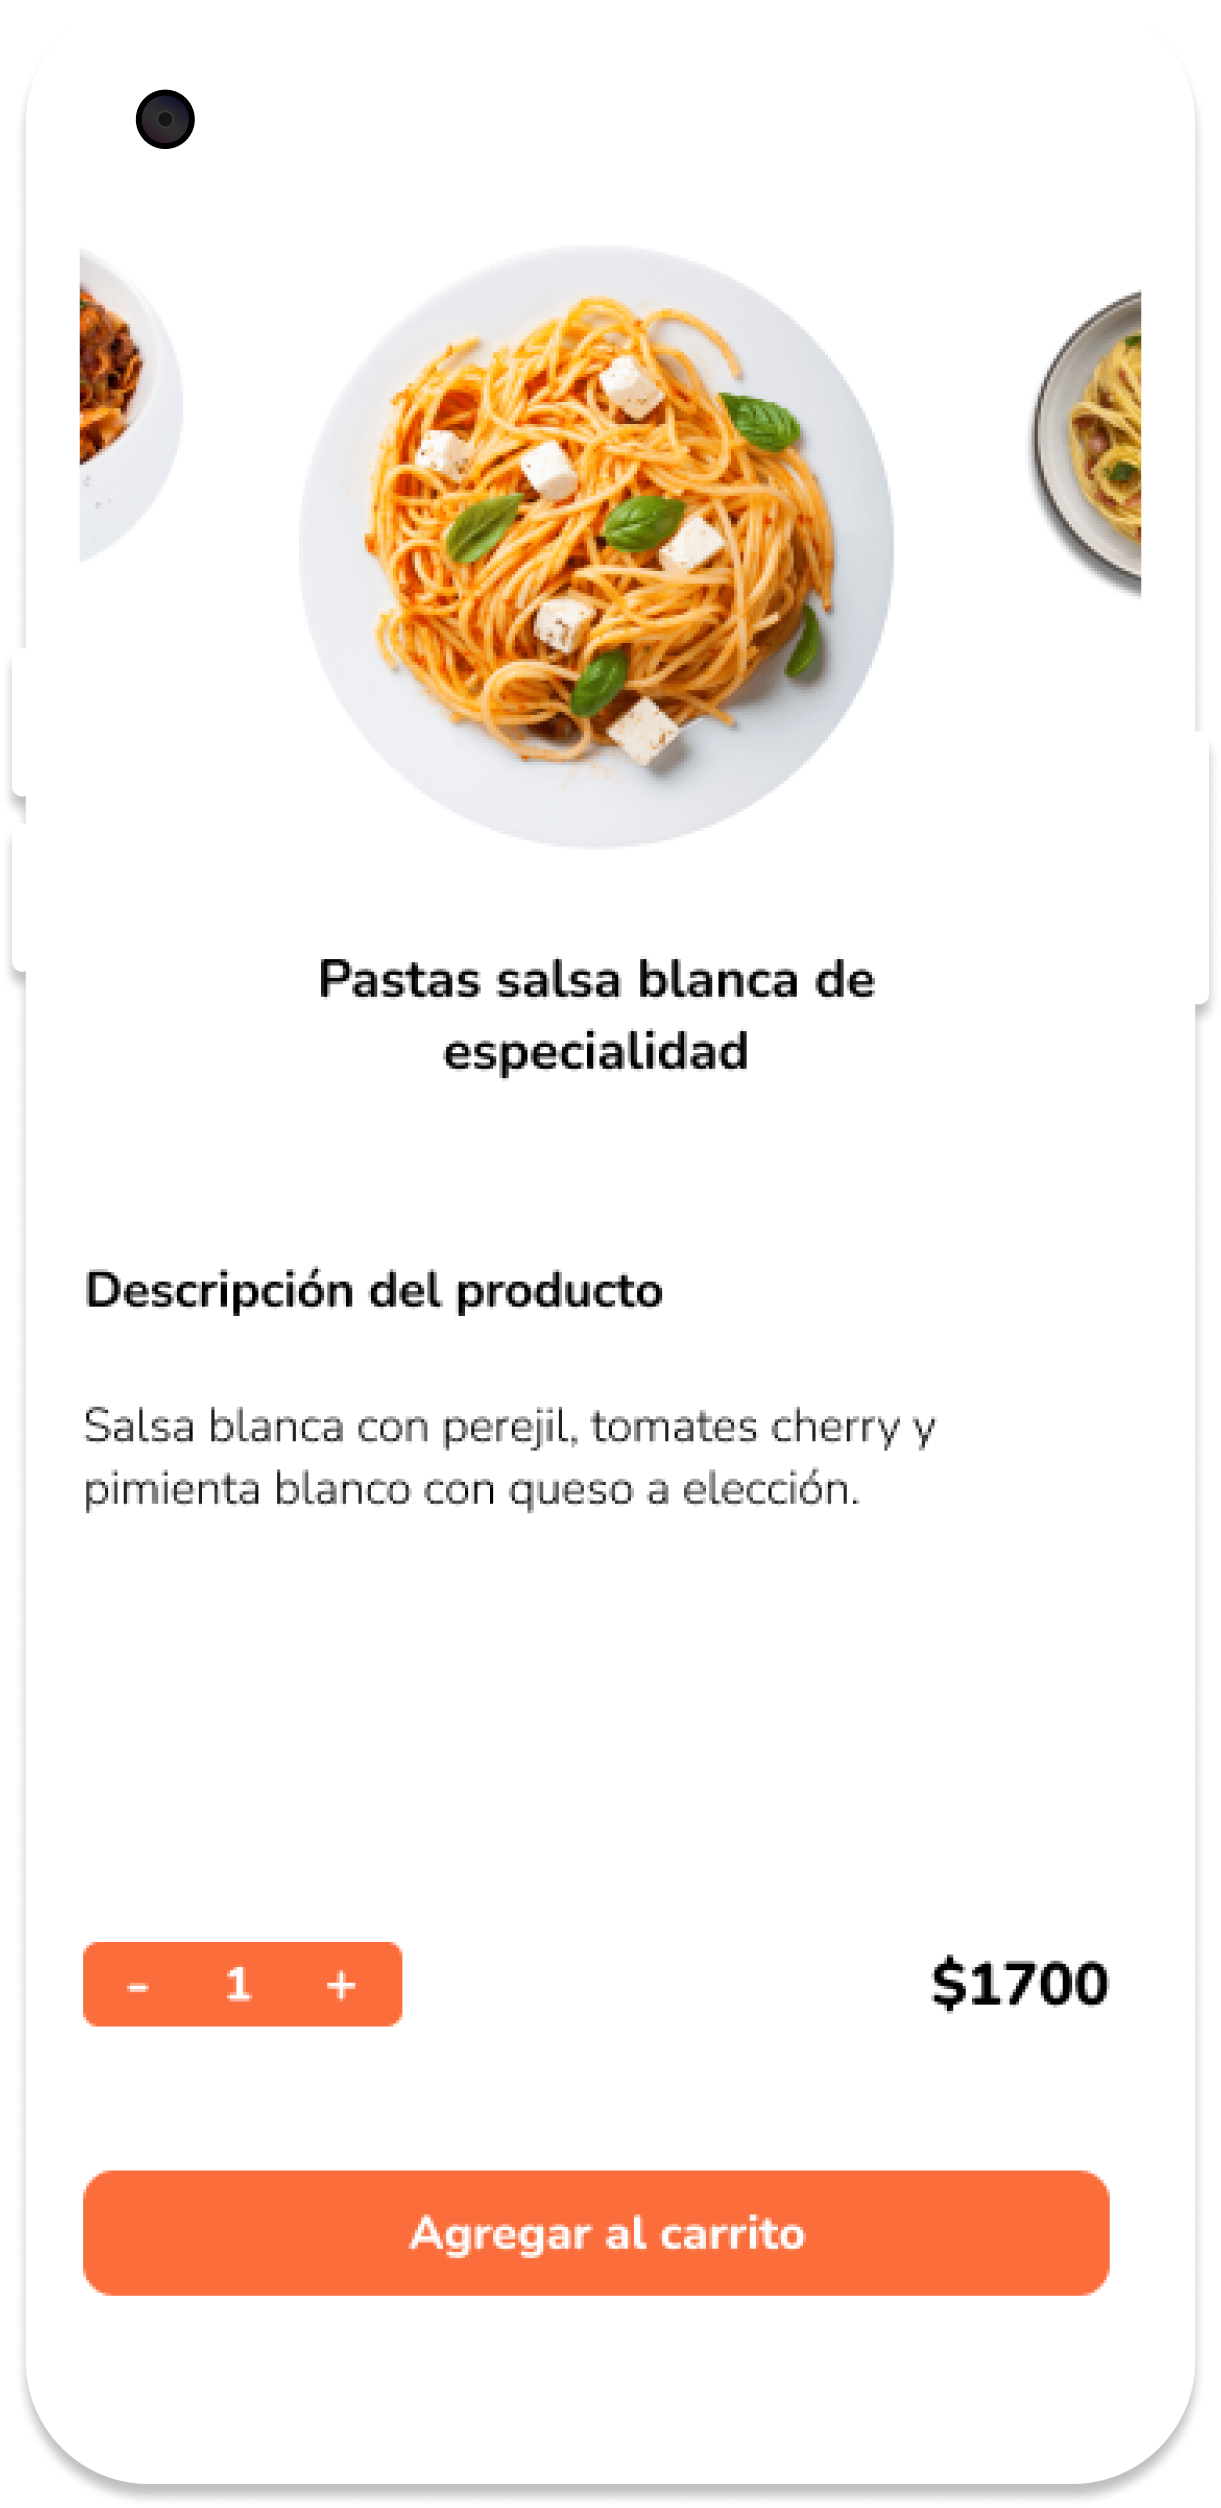 Pastas salsa blanca de
especialidad
Descripción del producto
Salsa blanca con perejil, tomates cherry y
pimienta blanco con queso a elección.
- 1 +
$1700
Agregar al carrito